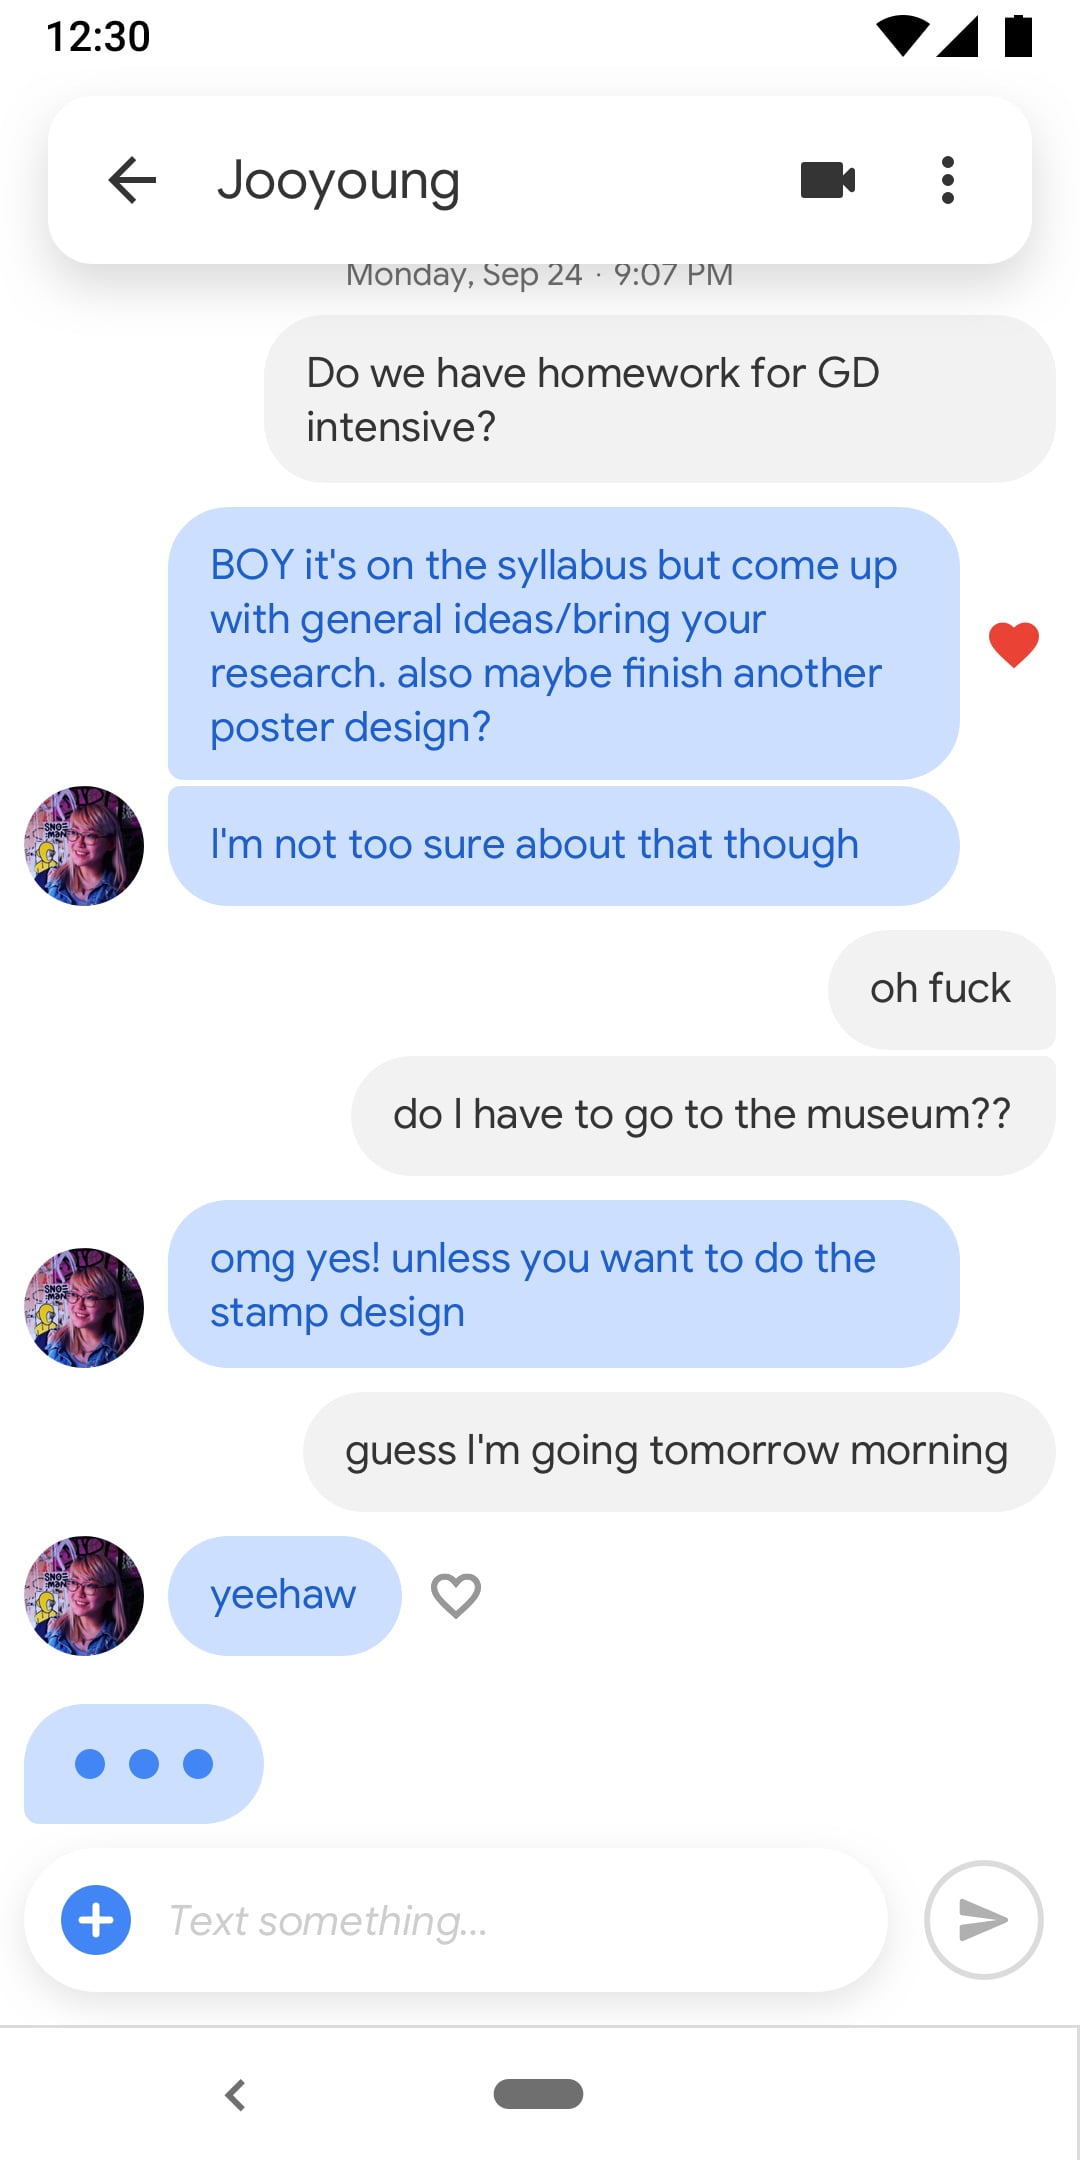 12:30
Jooyoung
Monday, Sep 24 · 9:07 PM
Do we have homework for GD
intensive?
BOY it's on the syllabus but come up
with general ideas/bring your
research. also maybe finish another
poster design?
I'm not too sure about that though
oh fuck
do I have to go to the museum??
omg yes! unless you want to do the
stamp design
guess I'm going tomorrow morning
yeehaw
Text something...